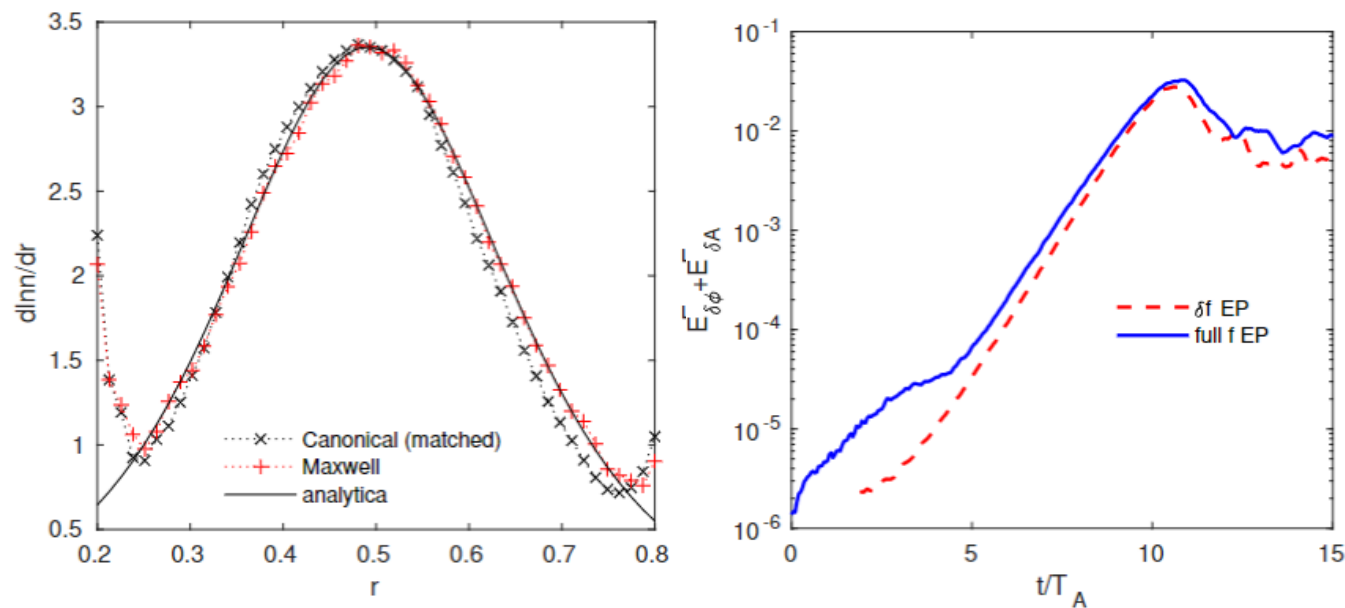 3.5
3
2.5
2
1.5
1
0.5
0.2 0.3 0.4 0.5 0.6 0.7 0.8
dlnn/dr
r
Canonical (matched)
Maxwell
analytica
10⁻¹
10⁻²
10⁻³
10⁻⁴
10⁻⁵
10⁻⁶
0 5 10 15
E⁻δϕ+E⁻δA
t/T_A
δf EP
full f EP